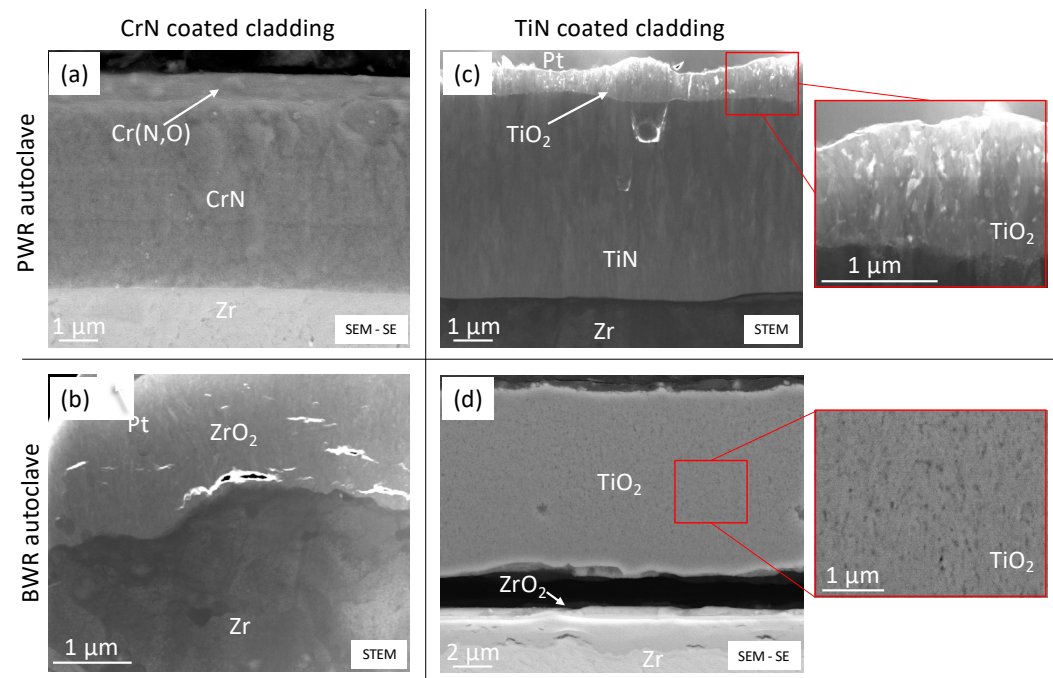 CrN coated cladding
TiN coated cladding
PWR autoclave
(a)
Cr(N,O)
CrN
Zr
1 μm
SEM - SE
(c)
Pt
TiO2
TiN
Zr
STEM
TiO2
1 μm
BWR autoclave
(b)
Pt
ZrO2
Zr
1 μm
STEM
(d)
TiO2
ZrO2
Zr
2 μm
SEM - SE
TiO2
1 μm